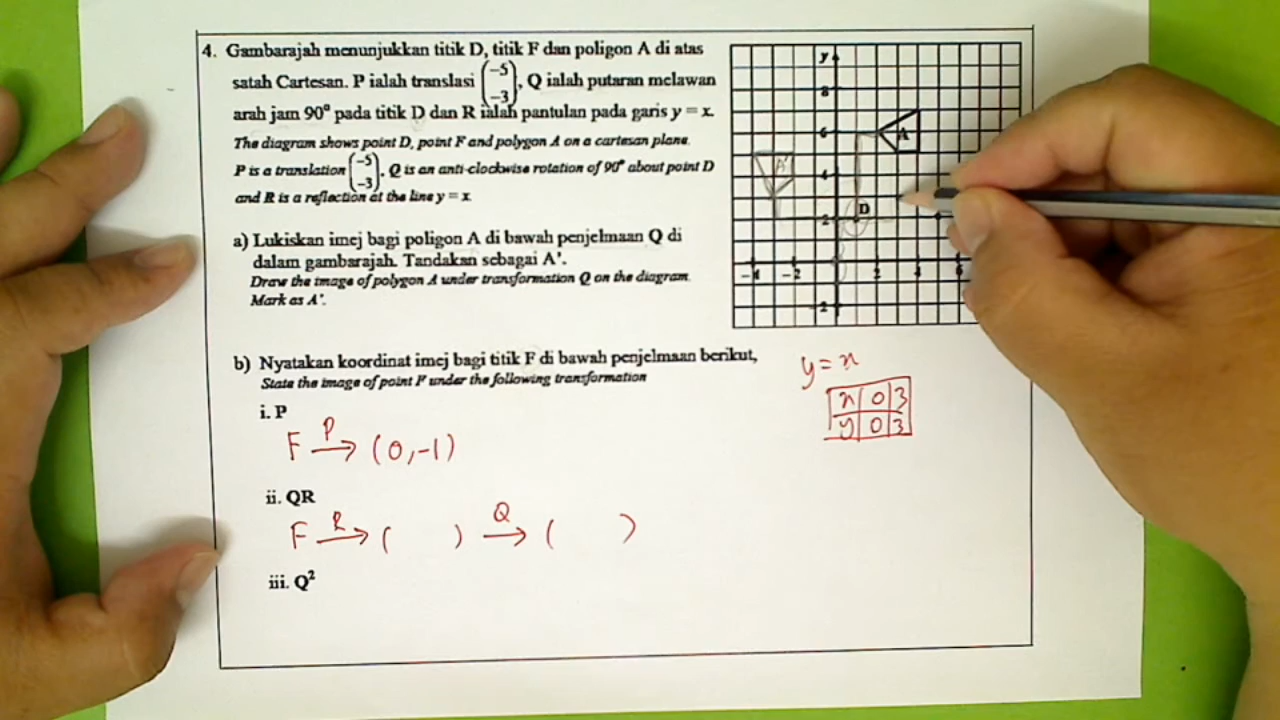 4. Gambarajah menunjukkan titik D, titik F dan poligon A di atas
satah Cartesan. P ialah translasi (−5 −3), Q ialah putaran melawan
arah jam 90° pada titik D dan R ialah pantulan pada garis y = x.
The diagram shows point D, point F and polygon A on a cartesan plane.
P is a translation (−5 −3), Q is an anti-clockwise rotation of 90° about point D
and R is a reflection at the line y = x
a) Lukiskan imej bagi poligon A di bawah penjelmaan Q di
dalam gambarajah. Tandakan sebagai A'.
Draw the image of polygon A under transformation Q on the diagram.
Mark as A'.
b) Nyatakan koordinat imej bagi titik F di bawah penjelmaan berikut,
State the image of point F under the following transformation
i. P
F P→ (0,-1)
ii. QR
F R→ ( ) Q→ ( )
iii. Q²
y
8
6
A
A'
4
D
2
-4 -2 2 4 6
-2
y = x
x 0 3
y 0 3